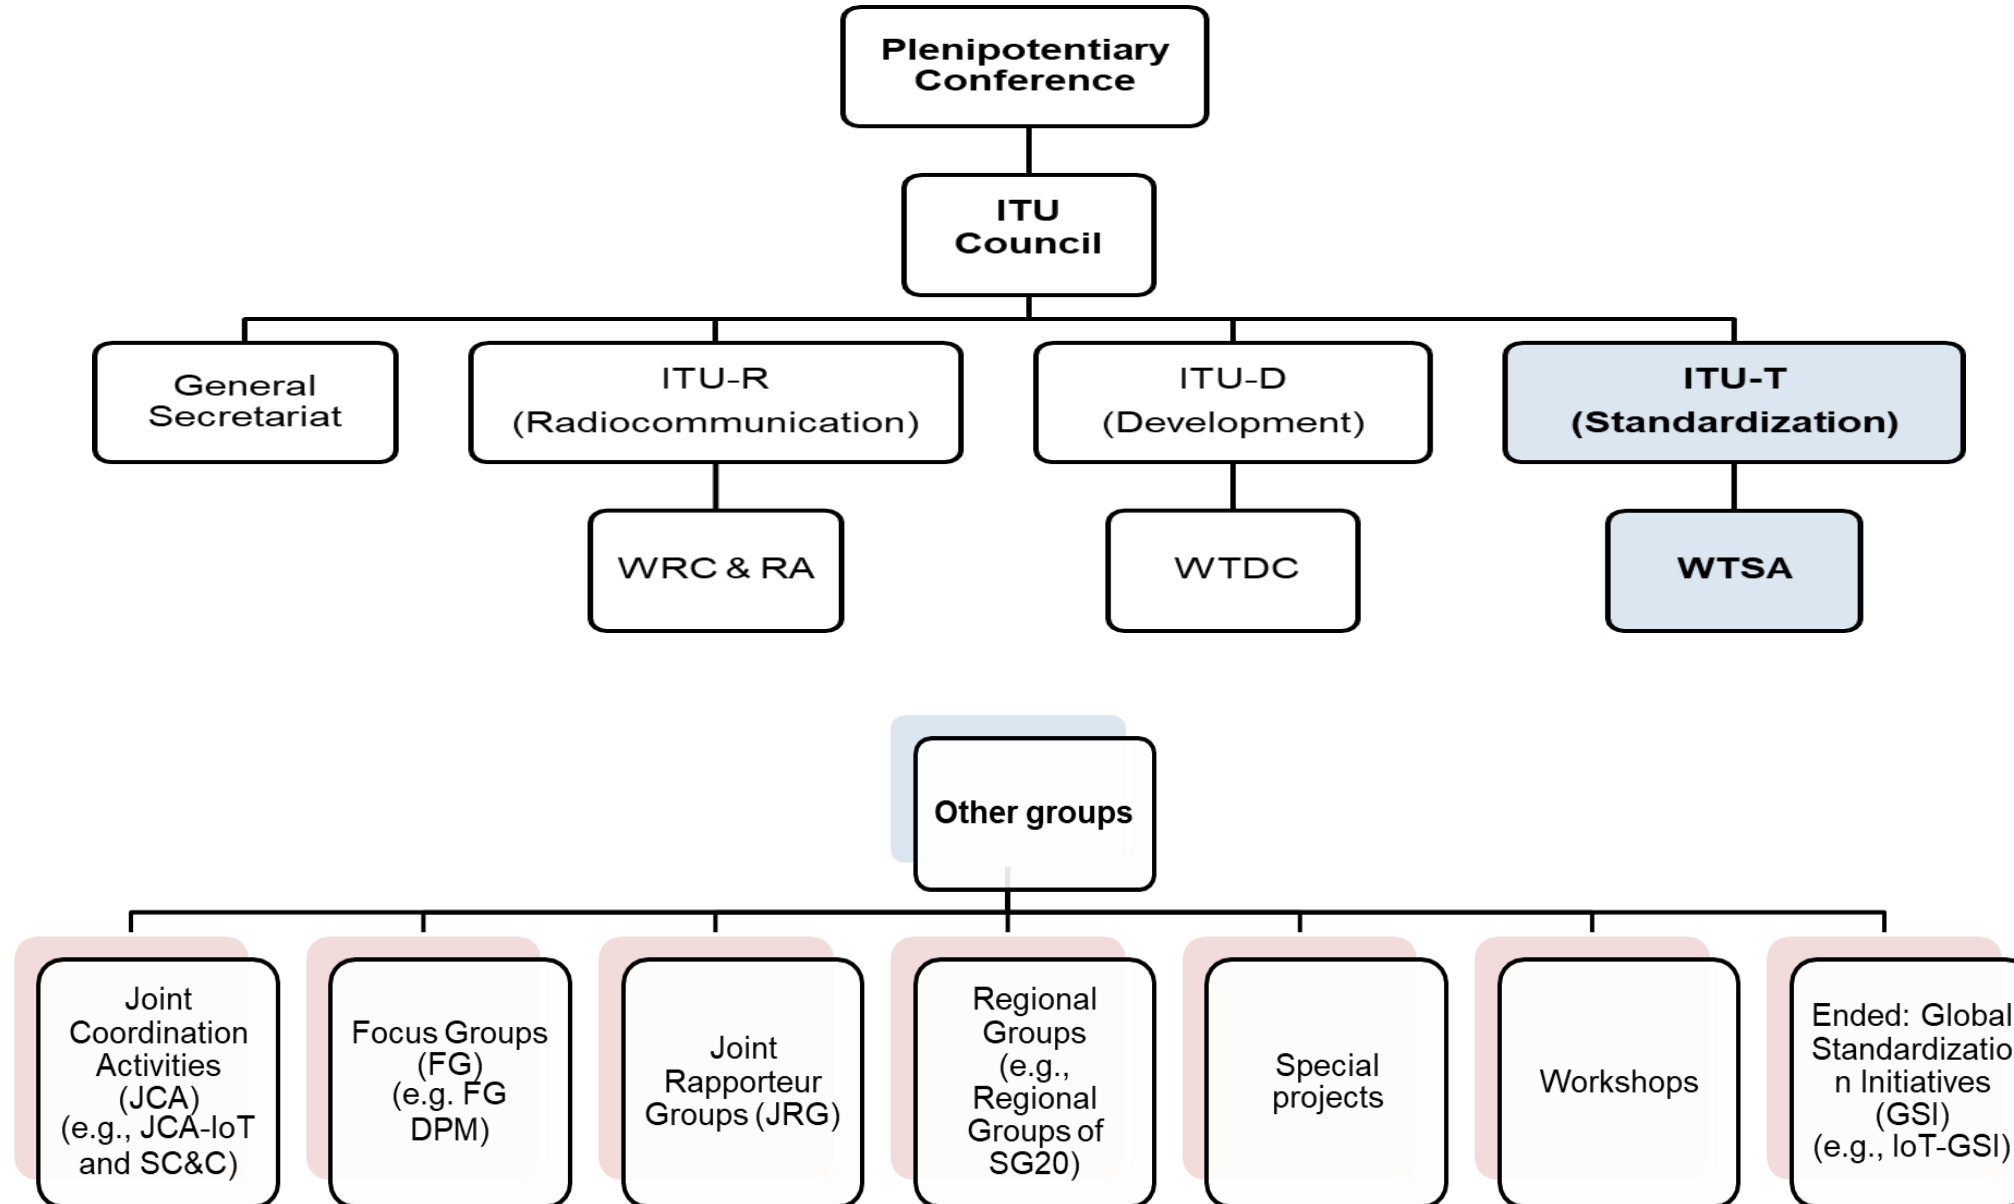 Plenipotentiary
Conference
ITU
Council
General
Secretariat
ITU-R
(Radiocommunication)
ITU-D
(Development)
ITU-T
(Standardization)
WRC & RA
WTDC
WTSA
Other groups
Joint
Coordination
Activities
(JCA)
(e.g., JCA-IoT
and SC&C)
Focus Groups
(FG)
(e.g. FG
DPM)
Joint
Rapporteur
Groups (JRG)
Regional
Groups
(e.g.,
Regional
Groups of
SG20)
Special
projects
Workshops
Ended: Global
Standardizatio
n Initiatives
(GSI)
(e.g., IoT-GSI)